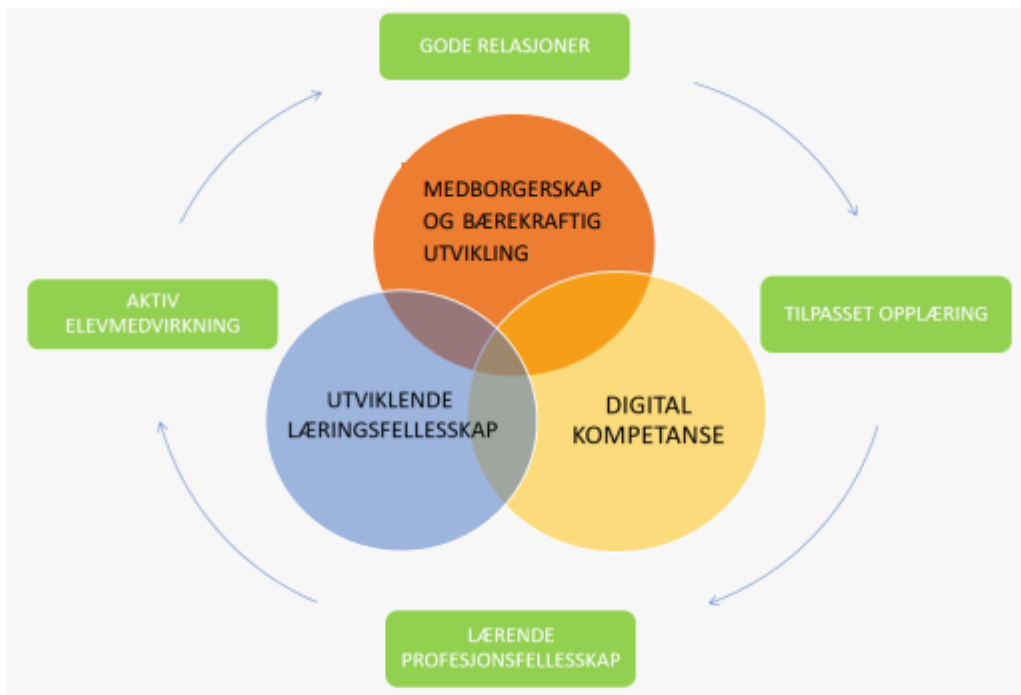 GODE RELASJONER
MEDBORGERSKAP
OG BÆREKRAFTIG
UTVIKLING
AKTIV
ELEVMEDVIRKNING
TILPASSET OPPLÆRING
UTVIKLENDE
LÆRINGSFELLESSKAP
DIGITAL
KOMPETANSE
LÆRENDE
PROFESJONSFELLESSKAP